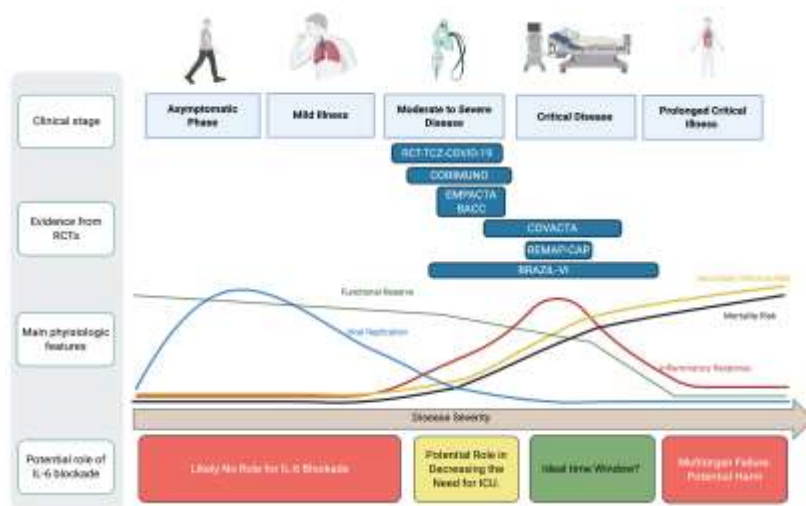 Clinical stage
Asymptomatic
Phase
Mild Illness
Moderate to Severe
Disease
Critical Disease
Prolonged Critical
Illness
Evidence from
RCTs
RCT-TCZ-COVID-19
CORIMUNO
EMPACTA
BACC
COVACTA
REMAP-CAP
BRAZIL-VI
Main physiologic
features
Functional Reserve
Viral Replication
Mortality Risk
Inflammatory Response
Disease Severity
Potential role of
IL-6 blockade
Likely No Role for IL-6 Blockade
Potential Role in
Decreasing the
Need for ICU
Ideal time Window?
Multiorgan Failure
Potential Harm